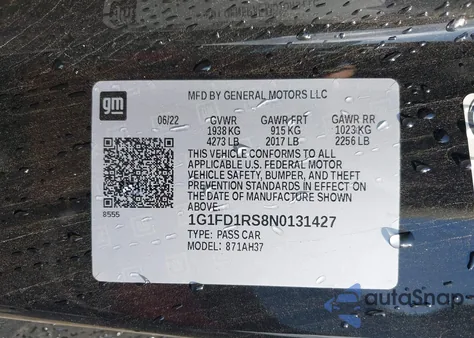 MFD BY GENERAL MOTORS LLC
gm
06/22 GVWR GAWR FRT GAWR RR
1938 KG 915 KG 1023 KG
4273 LB 2017 LB 2256 LB
THIS VEHICLE CONFORMS TO ALL
APPLICABLE U.S. FEDERAL MOTOR
VEHICLE SAFETY, BUMPER, AND THEFT
PREVENTION STANDARDS IN EFFECT ON
THE DATE OF MANUFACTURE SHOWN
ABOVE.
8555
1G1FD1RS8N0131427
TYPE: PASS CAR
MODEL: 871AH37
autoSnap